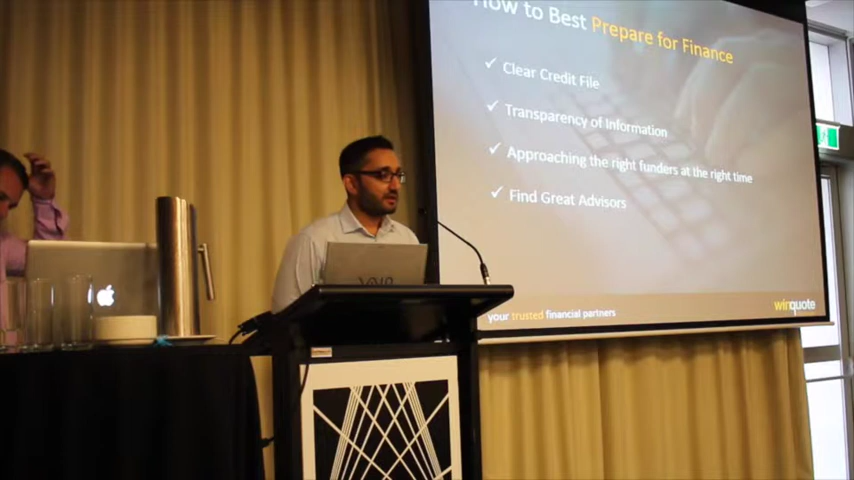 How to Best Prepare for Finance
✓ Clear Credit File
✓ Transparency of Information
✓ Approaching the right funders at the right time
✓ Find Great Advisors
your trusted financial partners
winquote
VAIO